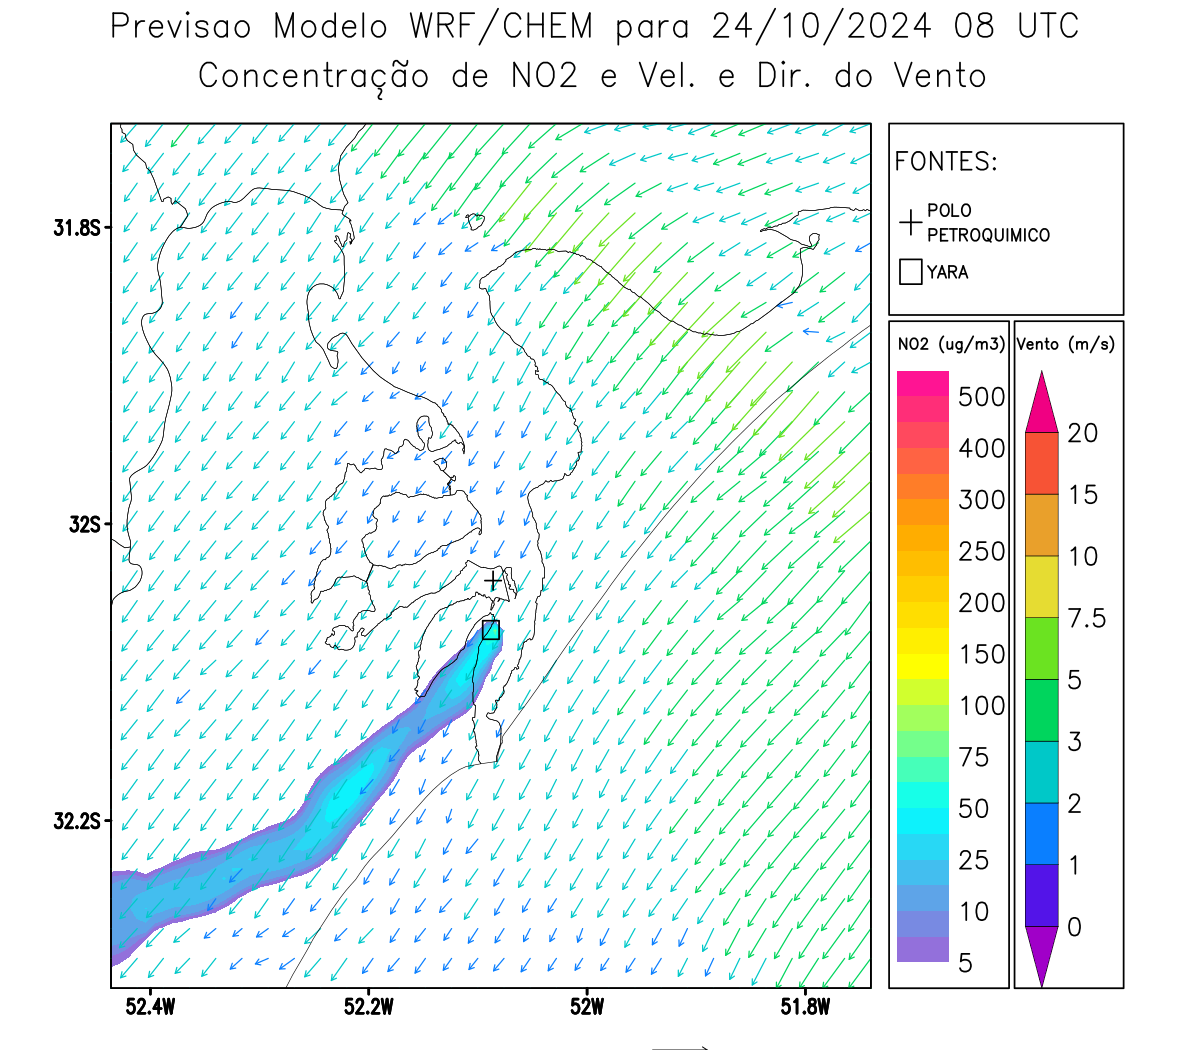 Previsao Modelo WRF/CHEM para 24/10/2024 08 UTC
Concentração de NO2 e Vel. e Dir. do Vento
FONTES:
POLO
PETROQUIMICO
YARA
NO2 (ug/m3)
500
400
300
250
200
150
100
75
50
25
10
5
Vento (m/s)
20
15
10
7.5
5
3
2
1
0
31.8S
32S
32.2S
52.4W
52.2W
52W
51.8W